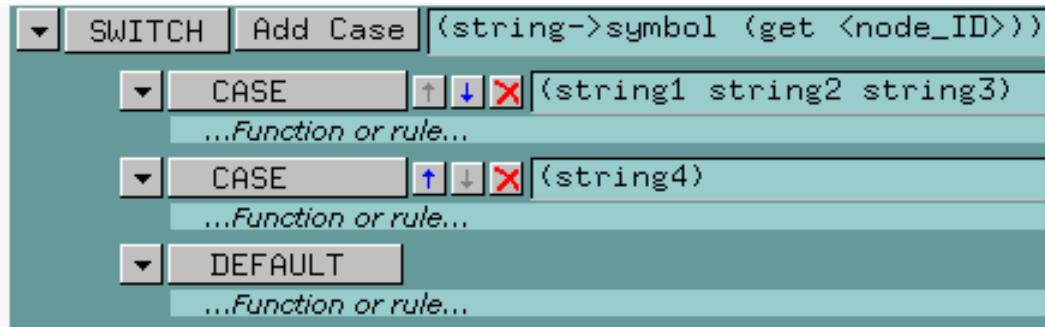 SWITCH Add Case (string->symbol (get <node_ID>))
CASE (string1 string2 string3)
...Function or rule...
CASE (string4)
...Function or rule...
DEFAULT
...Function or rule...